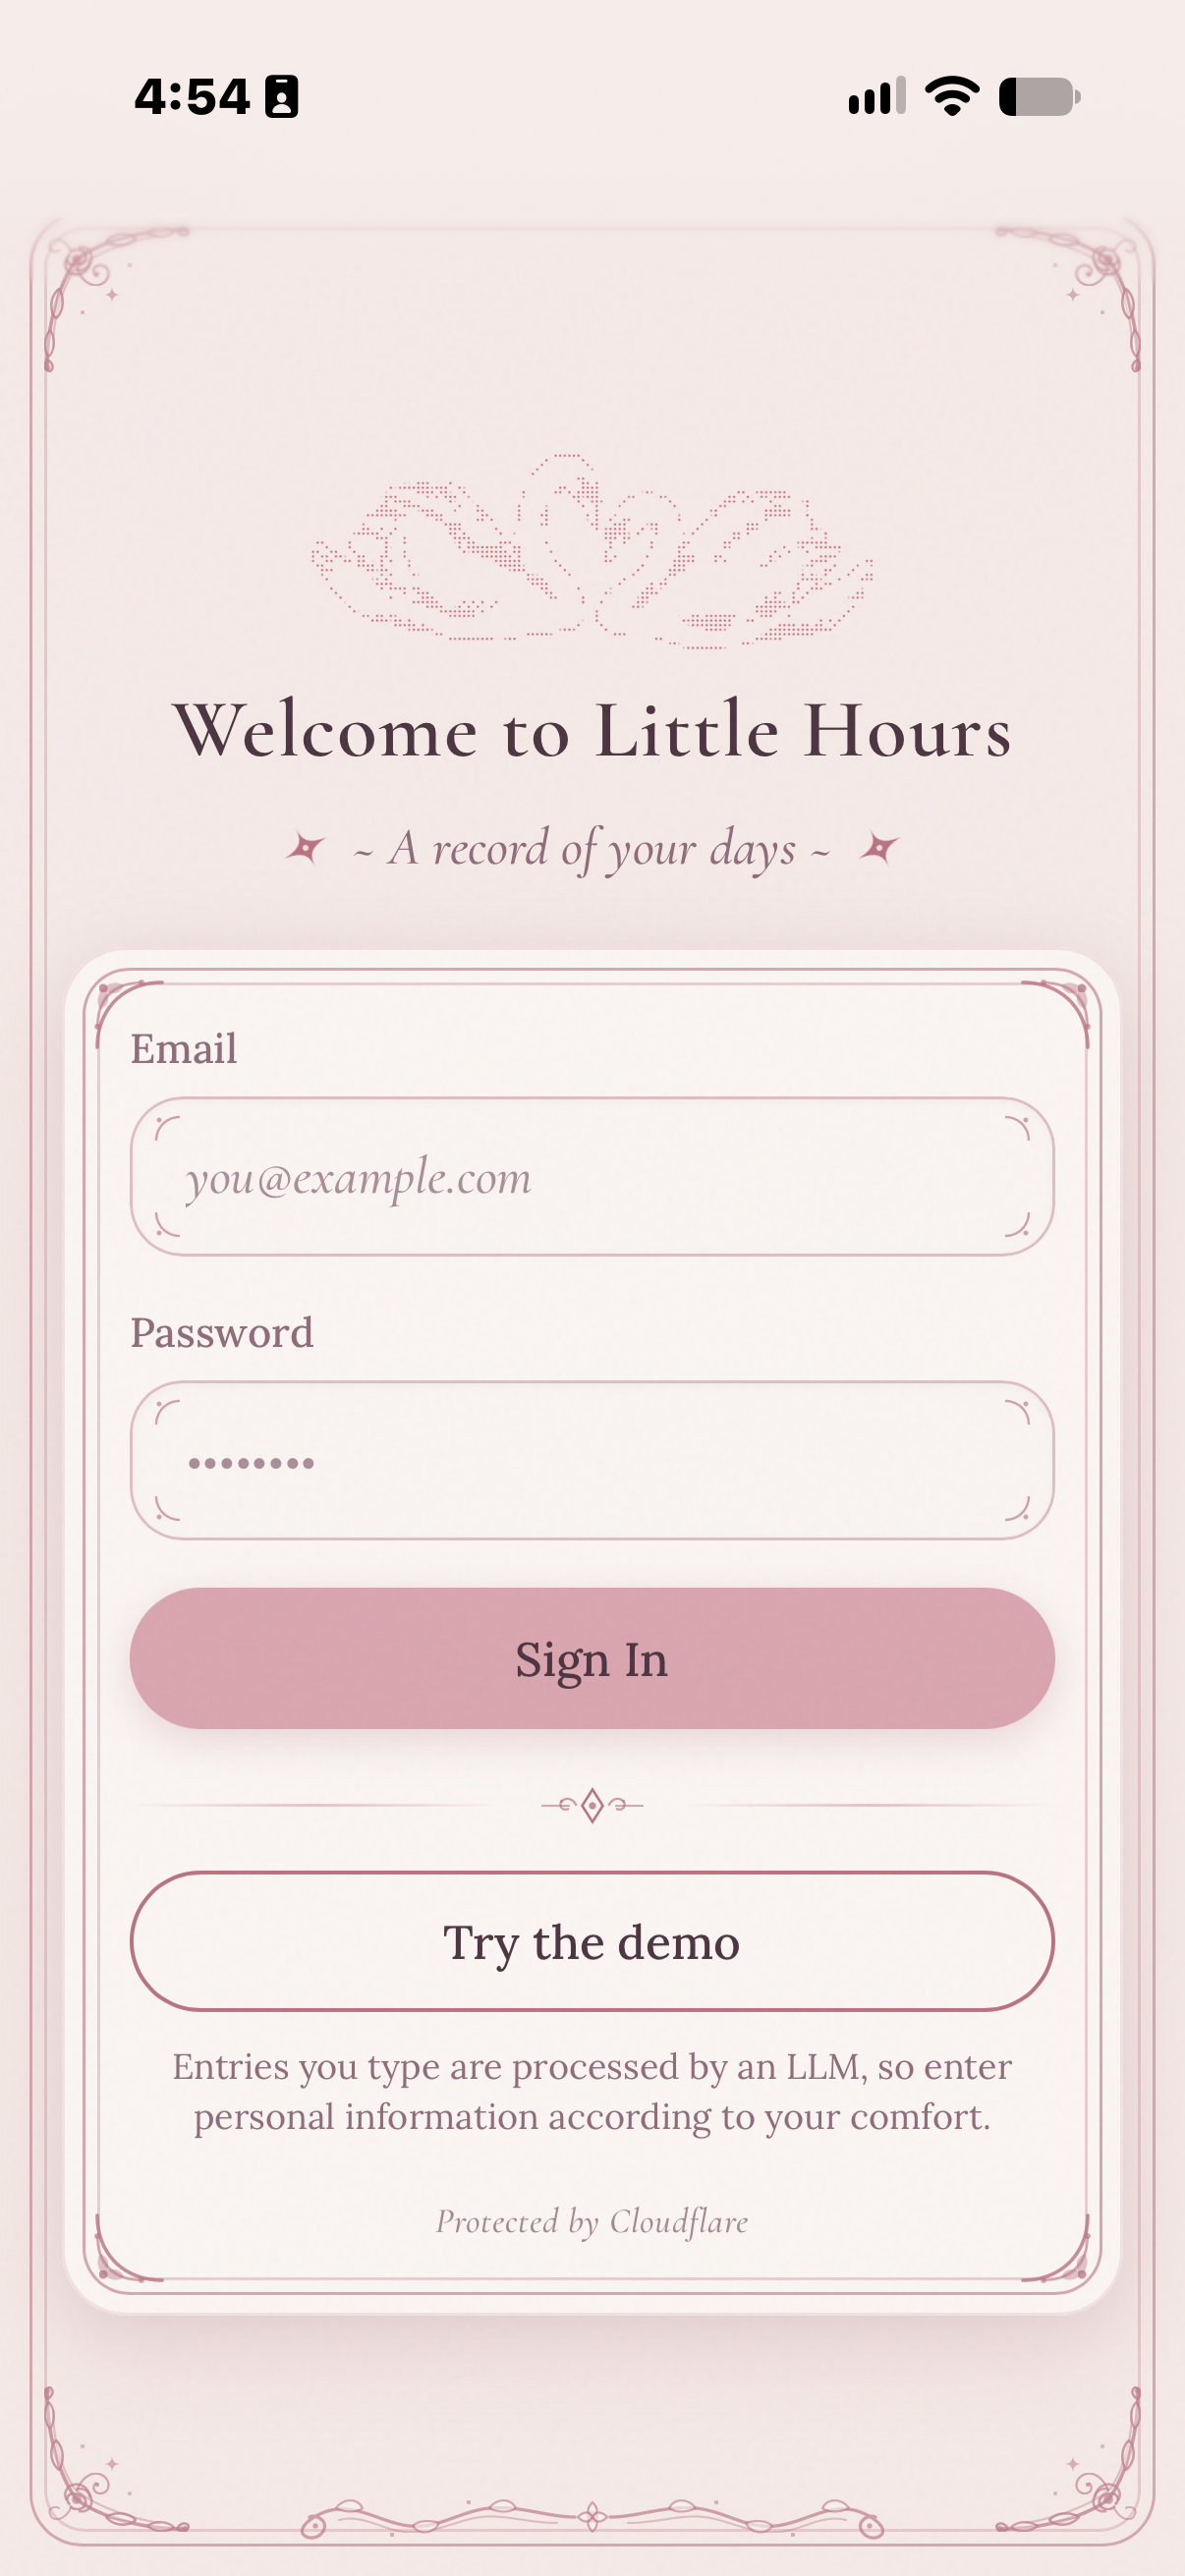 4:54
Welcome to Little Hours
~ A record of your days ~
Email
you@example.com
Password
••••••••
Sign In
Try the demo
Entries you type are processed by an LLM, so enter
personal information according to your comfort.
Protected by Cloudflare